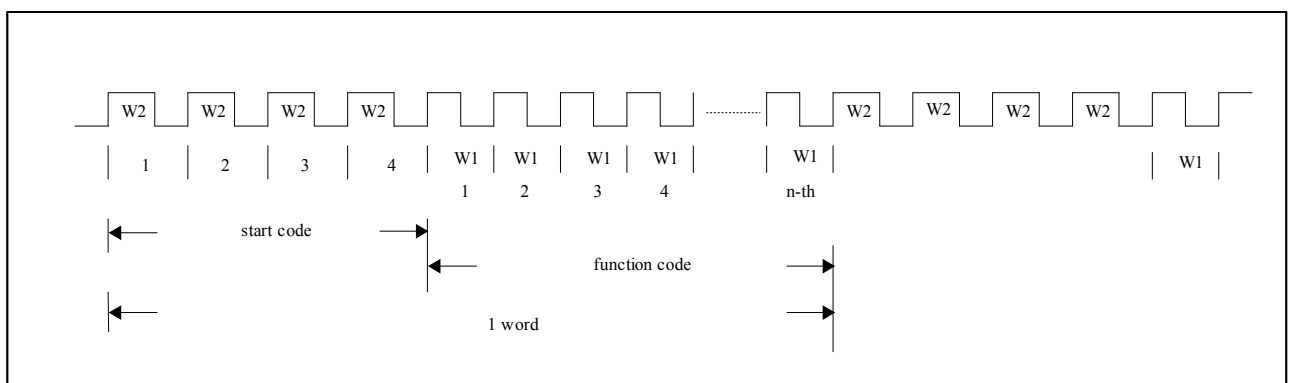 W2 W2 W2 W2 W2 W2 W2 W2
1 2 3 4 W1 W1 W1 W1 W1 W1
1 2 3 4 n-th
start code
function code
1 word